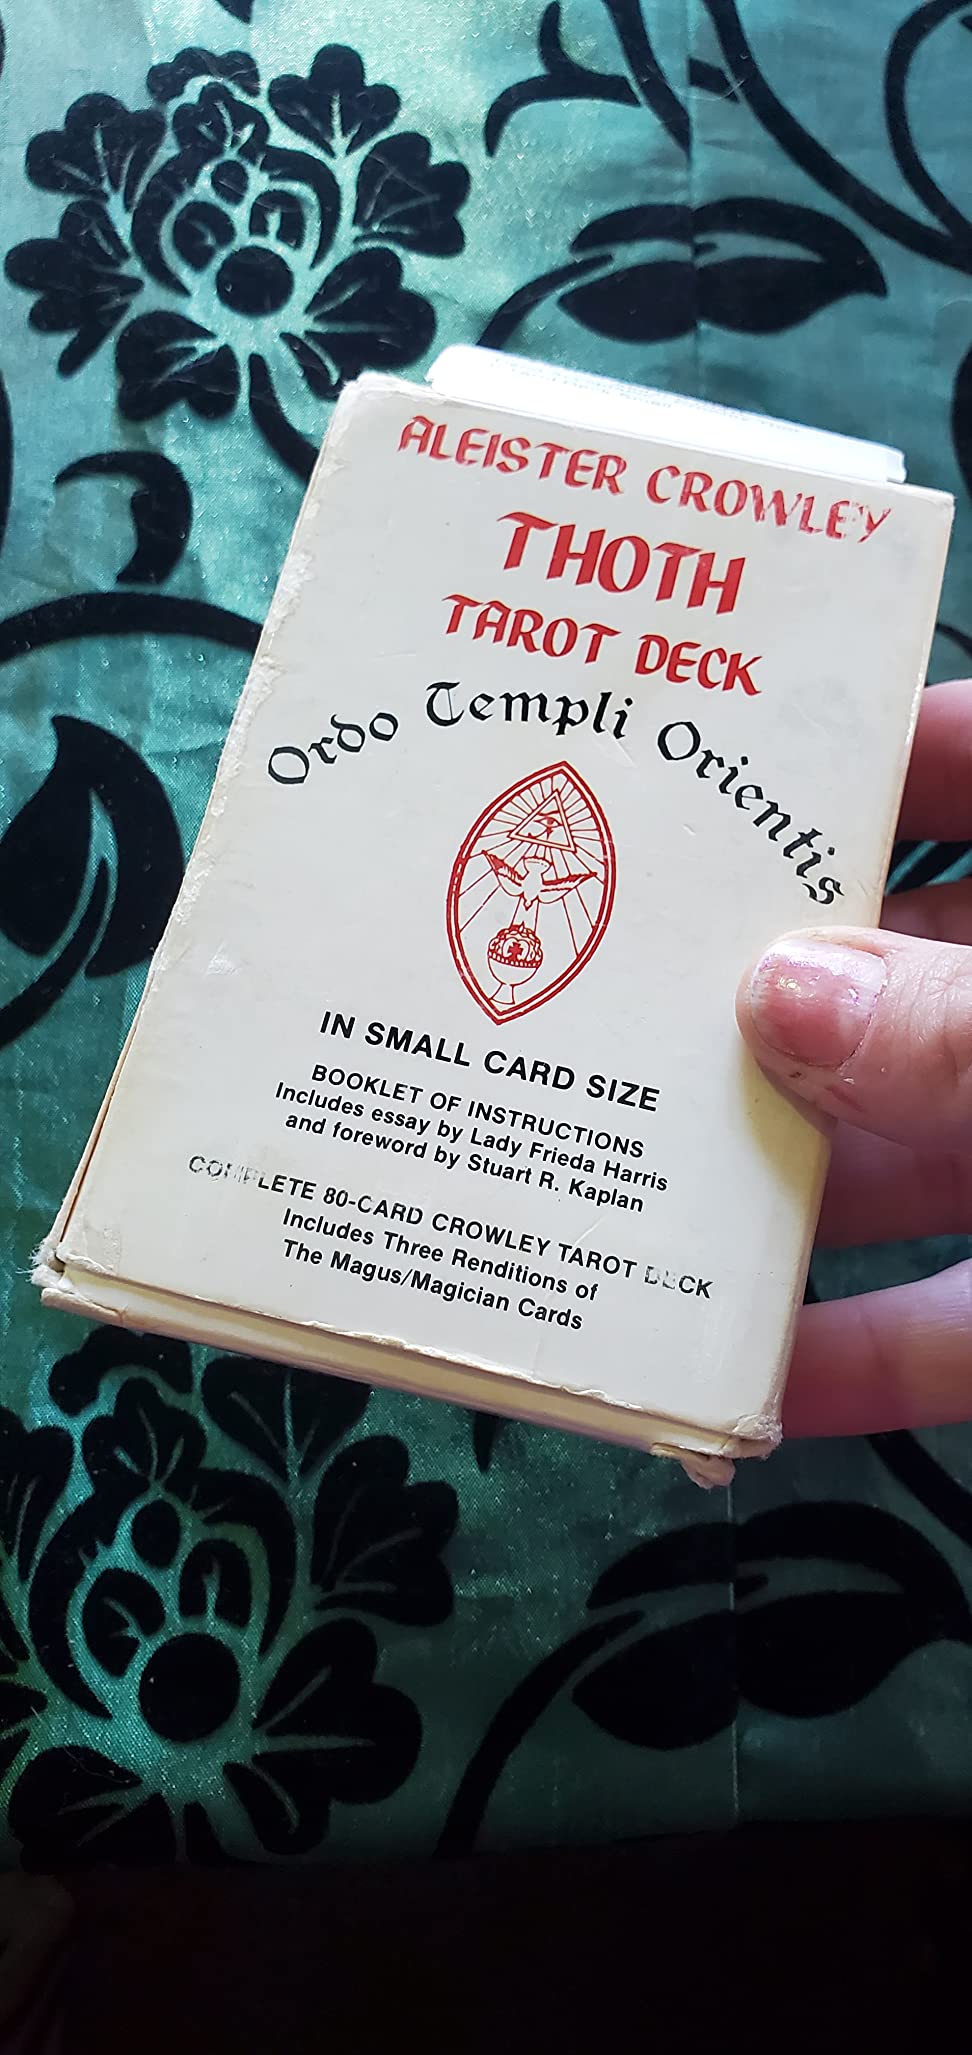 ALEISTER CROWLEY
THOTH
TAROT DECK
Ordo Templi Orientis
IN SMALL CARD SIZE
BOOKLET OF INSTRUCTIONS
Includes essay by Lady Frieda Harris
and foreword by Stuart R. Kaplan
COMPLETE 80-CARD CROWLEY TAROT DECK
Includes Three Renditions of
The Magus/Magician Cards